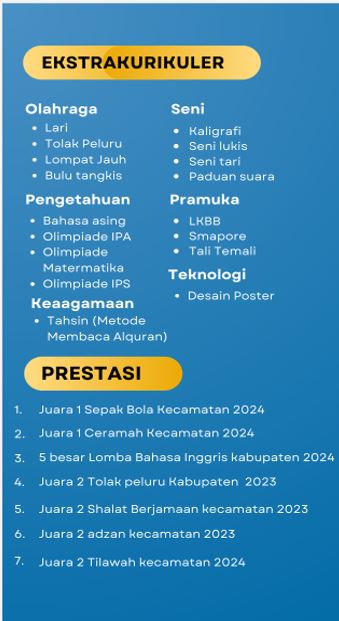 EKSTRAKURIKULER
Olahraga
• Lari
• Tolak Peluru
• Lompat Jauh
• Bulu tangkis
Pengetahuan
• Bahasa asing
• Olimpiade IPA
• Olimpiade
Matermatika
• Olimpiade IPS
Keaagamaan
• Tahsin (Metode
Membaca Alquran)
Seni
• Kaligrafi
• Seni lukis
• Seni tari
• Paduan suara
Pramuka
• LKBB
• Smapore
• Tali Temali
Teknologi
• Desain Poster
PRESTASI
1. Juara 1 Sepak Bola Kecamatan 2024
2. Juara 1 Ceramah Kecamatan 2024
3. 5 besar Lomba Bahasa Inggris kabupaten 2024
4. Juara 2 Tolak peluru Kabupaten 2023
5. Juara 2 Shalat Berjamaan kecamatan 2023
6. Juara 2 adzan kecamatan 2023
7. Juara 2 Tilawah kecamatan 2024